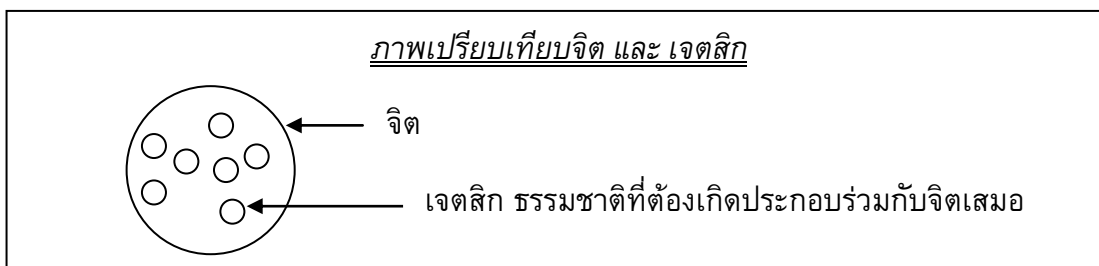 ภาพเปรียบเทียบจิต และ เจตสิก
จิต
เจตสิก ธรรมชาติที่ต้องเกิดประกอบร่วมกับจิตเสมอ